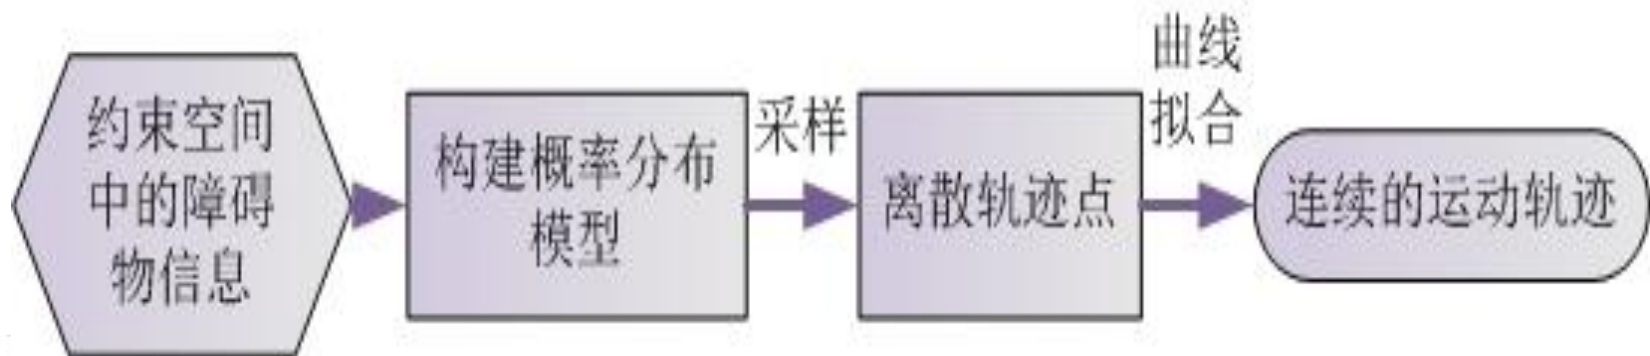 约束空间
中的障碍
物信息
构建概率分布
模型
采样
离散轨迹点
曲线
拟合
连续的运动轨迹